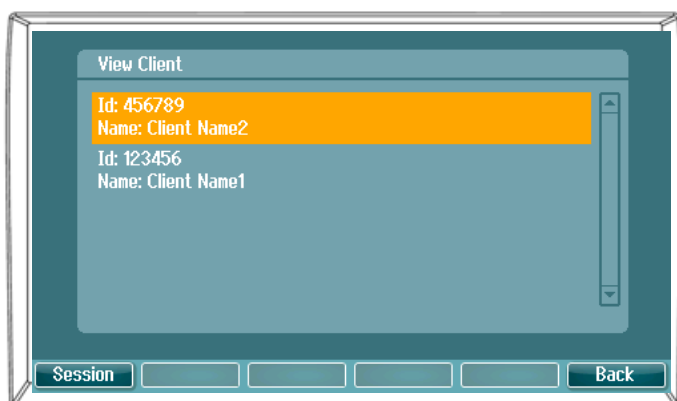 View Client
Id: 456789
Name: Client Name2
Id: 123456
Name: Client Name1
Session
Back